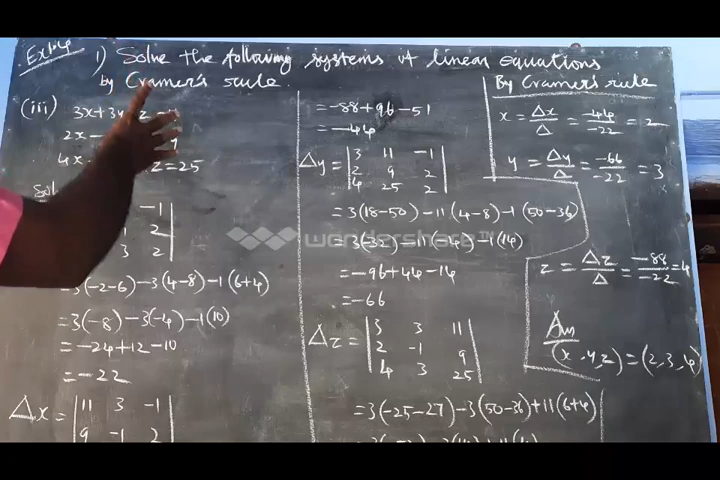 Ex 1.4
1) Solve the following systems of linear equations
by Cramer's rule
(iii) 3x+3y
2x -
4x z=25
Sol
-1
1 2
3 2
=3(-2-6)-3(4-8)-1(6+4)
=3(-8)-3(-4)-1(10)
=-24+12-10
=-22
Δx = | 11 3 -1 |
9 -1 2
=-88+96-51
=-44
Δy = | 3 11 -1 |
2 9 2
4 25 2
=3(18-50)-11(4-8)-1(50-36)
=-96+44-14
=-66
Δz = | 3 3 11 |
2 -1 9
4 3 25
=3(-25-27)-3(50-36)+11(6+4)
By Cramer's rule
x = Δx/Δ = -44/-22 = 2
y = Δy/Δ = -66/-22 = 3
z = Δz/Δ = -88/-22 = 4
Ans
(x,y,z)=(2,3,4)
wondershare™